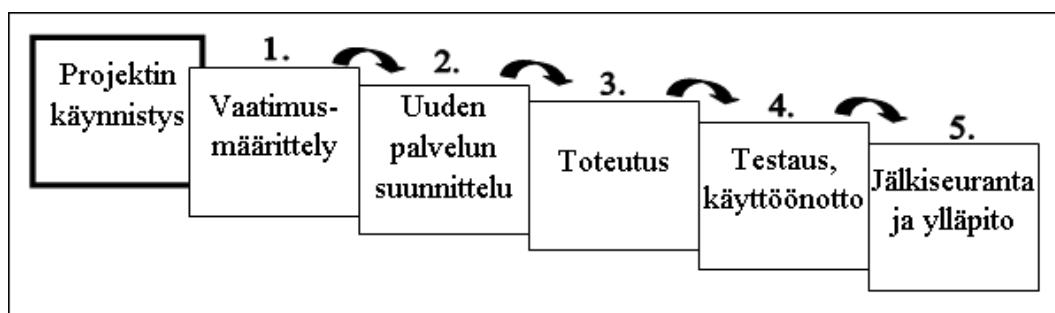 Projektin
käynnistys
1.
Vaatimus-
määrittely
2.
Uuden
palvelun
suunnittelu
3.
Toteutus
4.
Testaus,
käyttöönotto
5.
Jälkiseuranta
ja ylläpito